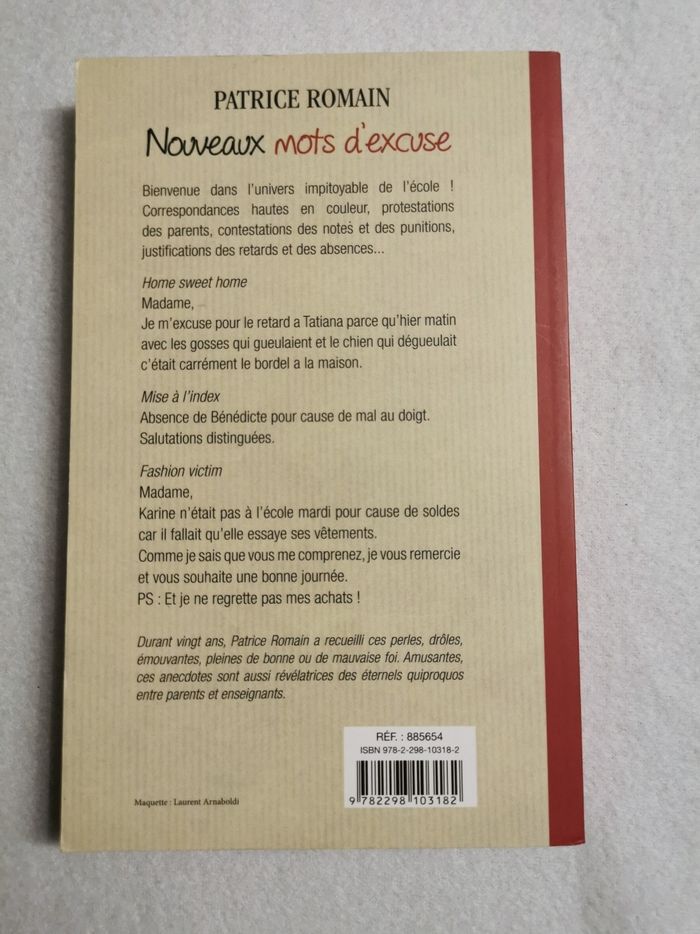 PATRICE ROMAIN
Nouveaux mots d'excuse
Bienvenue dans l'univers impitoyable de l'école !
Correspondances hautes en couleur, protestations
des parents, contestations des notes et des punitions,
justifications des retards et des absences...
Home sweet home
Madame,
Je m'excuse pour le retard a Tatiana parce qu'hier matin
avec les gosses qui gueulaient et le chien qui dégueulait
c'était carrément le bordel a la maison.
Mise à l'index
Absence de Bénédicte pour cause de mal au doigt.
Salutations distinguées.
Fashion victim
Madame,
Karine n'était pas à l'école mardi pour cause de soldes
car il fallait qu'elle essaye ses vêtements.
Comme je sais que vous me comprenez, je vous remercie
et vous souhaite une bonne journée.
PS : Et je ne regrette pas mes achats !
Durant vingt ans, Patrice Romain a recueilli ces perles, drôles,
émouvantes, pleines de bonne ou de mauvaise foi. Amusantes,
ces anecdotes sont aussi révélatrices des éternels quiproquos
entre parents et enseignants.
RÉF. : 885654
ISBN 978-2-298-10318-2
9 782298 103182
Maquette : Laurent Arnaboldi